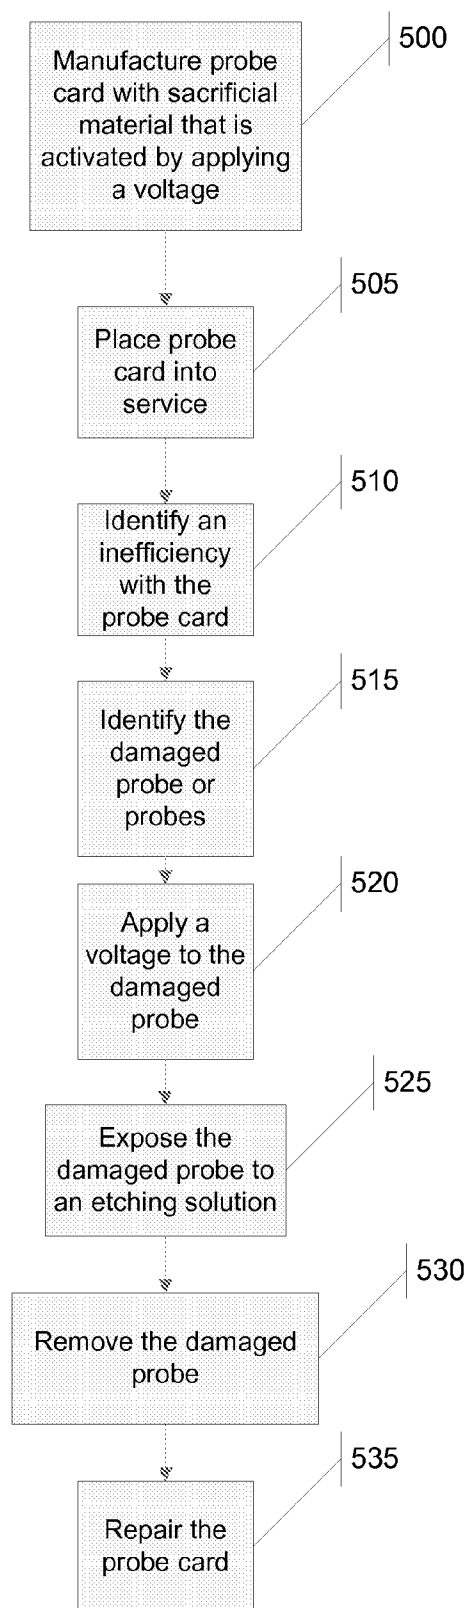 Manufacture probe
card with sacrificial
material that is
activated by applying
a voltage
500
Place probe
card into
service
505
Identify an
inefficiency
with the
probe card
510
Identify the
damaged
probe or
probes
515
Apply a
voltage to the
damaged
probe
520
Expose the
damaged probe to
an etching solution
525
Remove the damaged
probe
530
Repair the
probe card
535